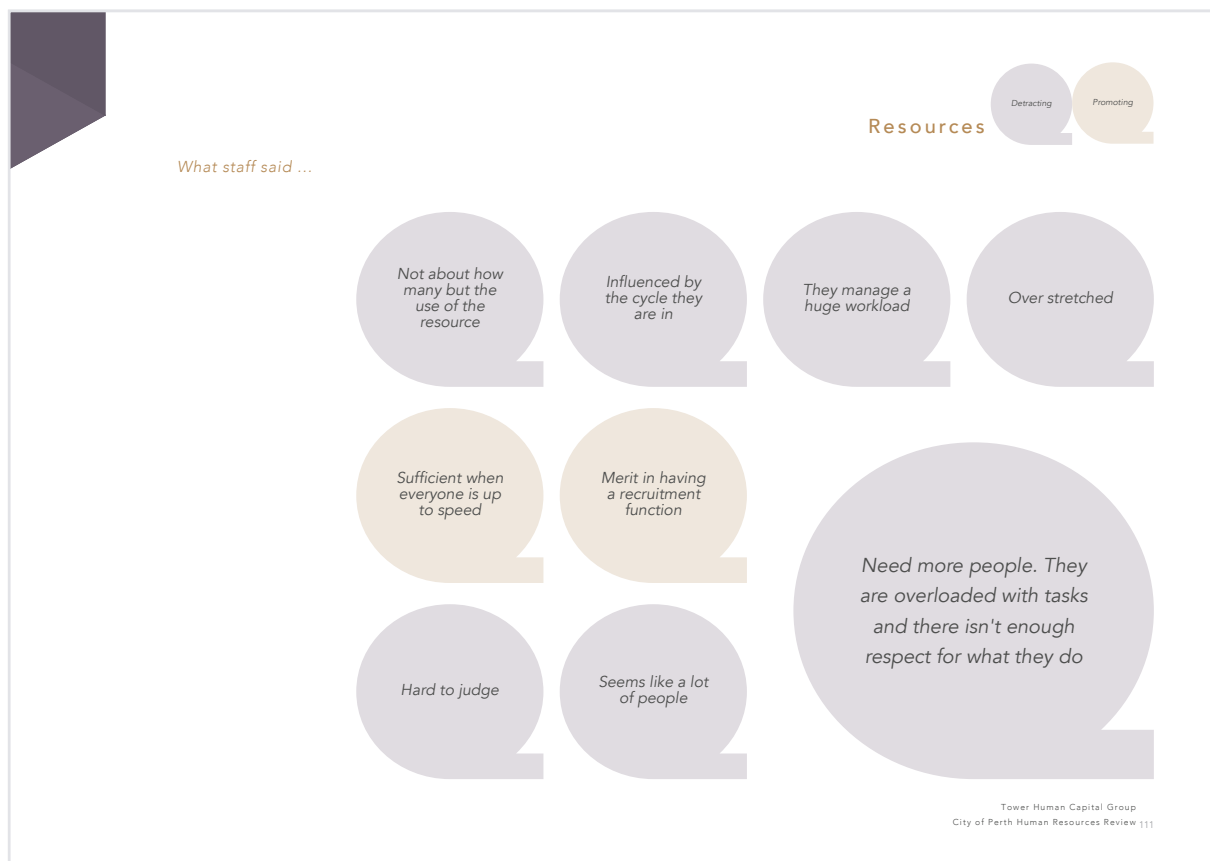 Detracting
Promoting
Resources
What staff said ...
Not about how
many but the
use of the
resource
Influenced by
the cycle they
are in
They manage a
huge workload
Over stretched
Sufficient when
everyone is up
to speed
Merit in having
a recruitment
function
Need more people. They
are overloaded with tasks
and there isn't enough
respect for what they do
Hard to judge
Seems like a lot
of people
Tower Human Capital Group
City of Perth Human Resources Review 111